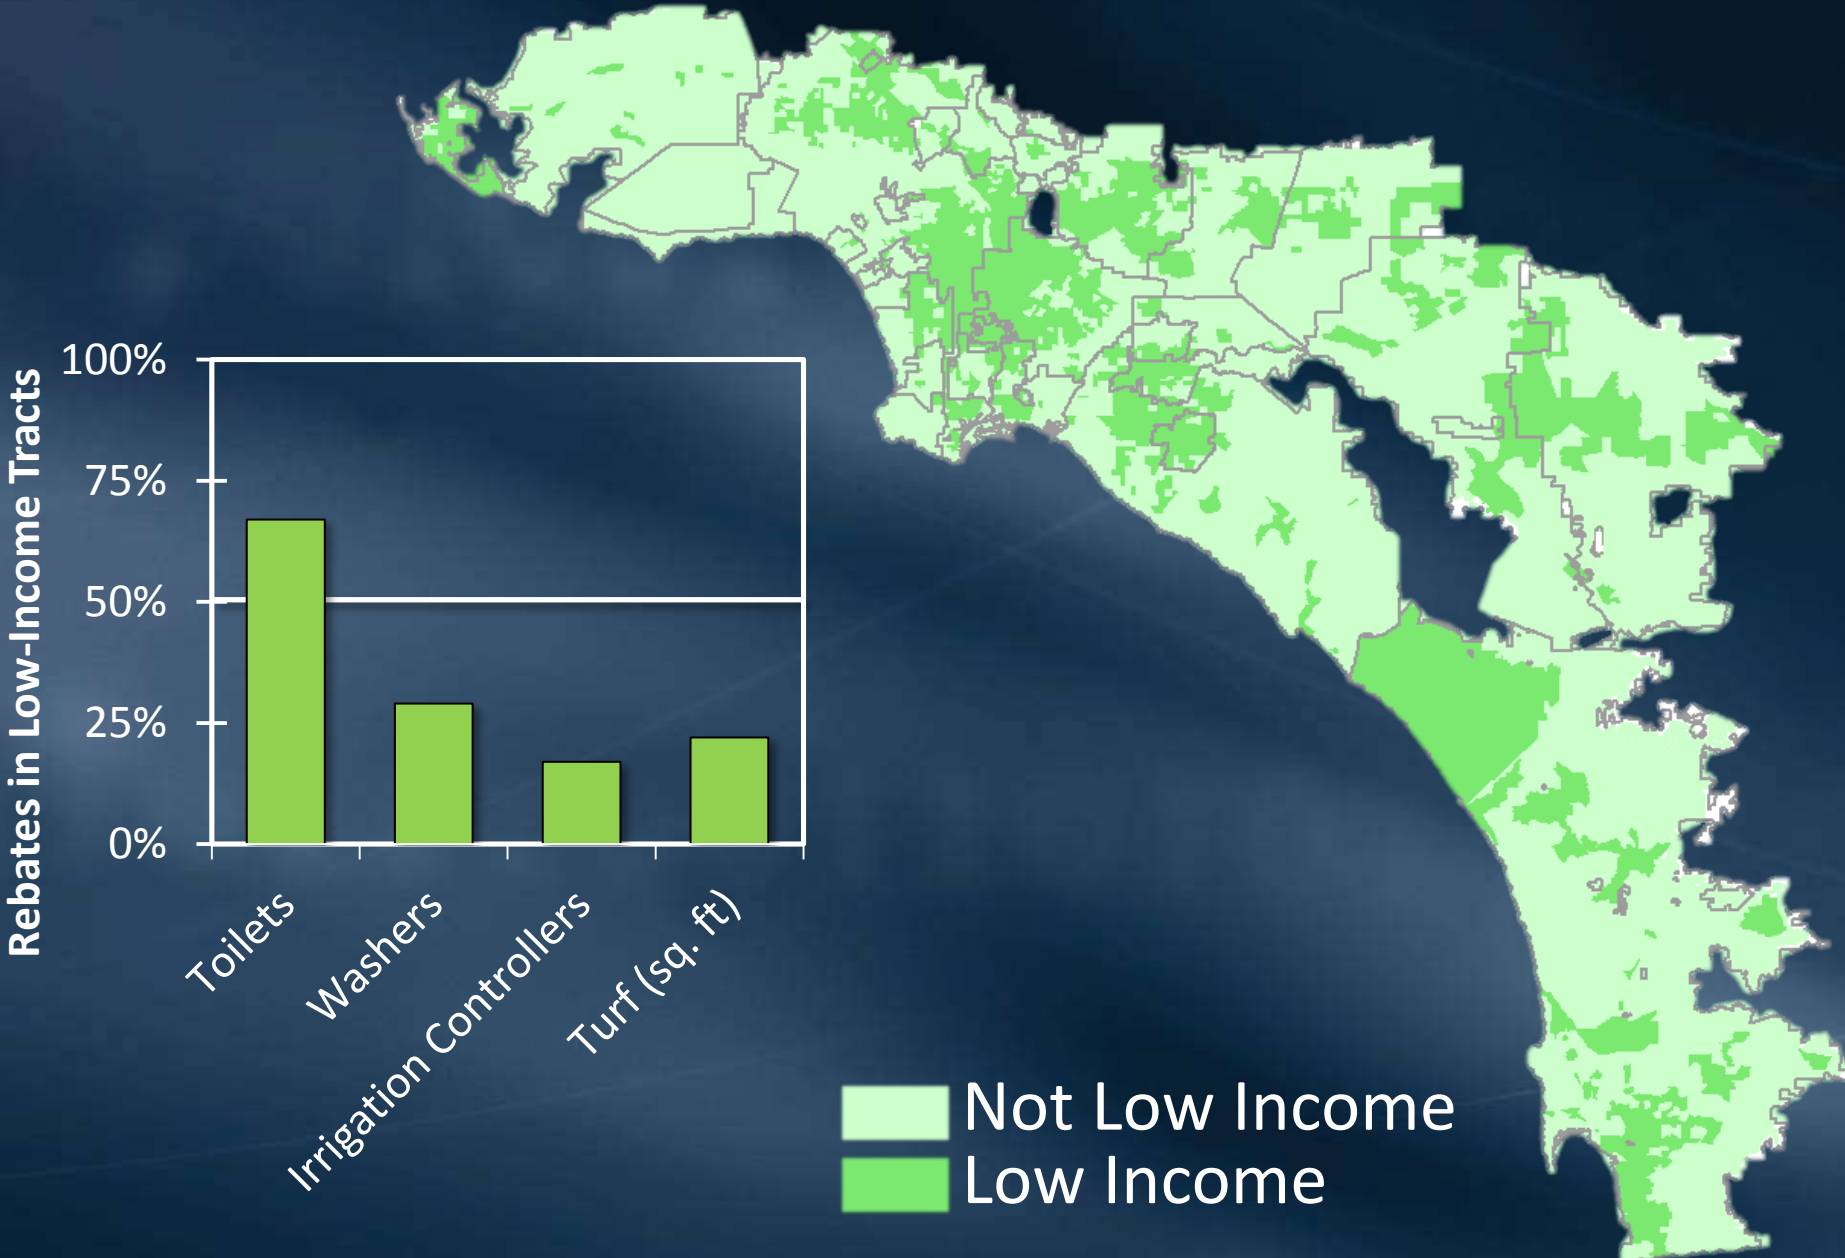 Rebates in Low-Income Tracts
100%
75%
50%
25%
0%
Toilets
Washers
Irrigation Controllers
Turf (sq. ft)
Not Low Income
Low Income